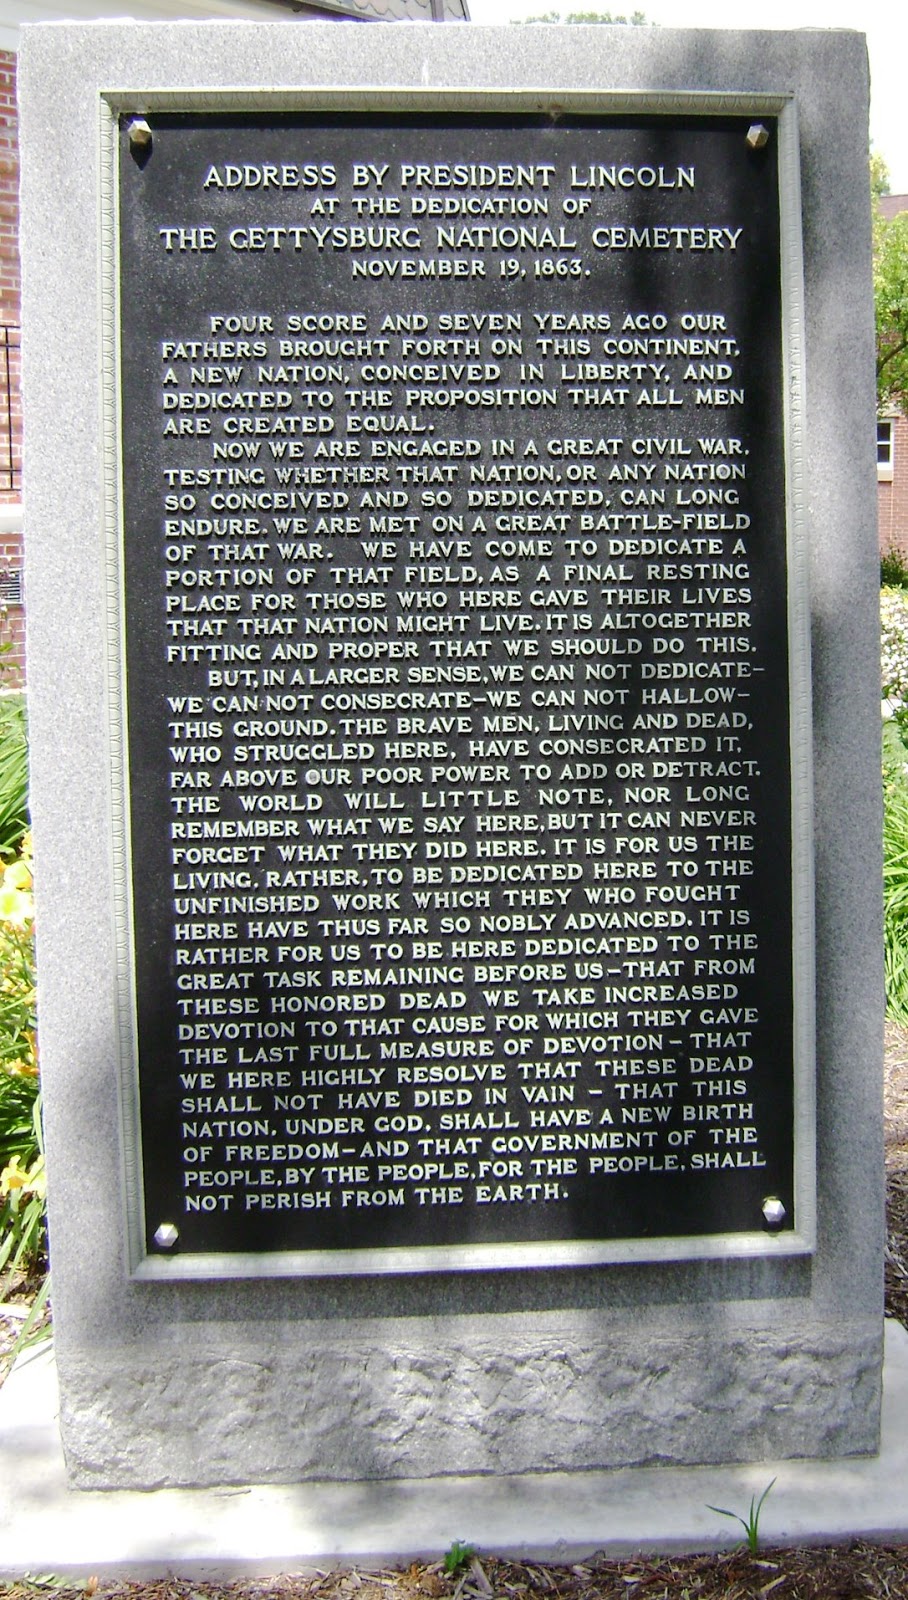 ADDRESS BY PRESIDENT LINCOLN
AT THE DEDICATION OF
THE GETTYSBURG NATIONAL CEMETERY
NOVEMBER 19, 1863.
FOUR SCORE AND SEVEN YEARS AGO OUR
FATHERS BROUGHT FORTH ON THIS CONTINENT,
A NEW NATION, CONCEIVED IN LIBERTY, AND
DEDICATED TO THE PROPOSITION THAT ALL MEN
ARE CREATED EQUAL.
NOW WE ARE ENGAGED IN A GREAT CIVIL WAR,
TESTING WHETHER THAT NATION, OR ANY NATION
SO CONCEIVED AND SO DEDICATED, CAN LONG
ENDURE. WE ARE MET ON A GREAT BATTLE-FIELD
OF THAT WAR. WE HAVE COME TO DEDICATE A
PORTION OF THAT FIELD, AS A FINAL RESTING
PLACE FOR THOSE WHO HERE GAVE THEIR LIVES
THAT THAT NATION MIGHT LIVE. IT IS ALTOGETHER
FITTING AND PROPER THAT WE SHOULD DO THIS.
BUT, IN A LARGER SENSE, WE CAN NOT DEDICATE—
WE CAN NOT CONSECRATE—WE CAN NOT HALLOW—
THIS GROUND. THE BRAVE MEN, LIVING AND DEAD,
WHO STRUGGLED HERE, HAVE CONSECRATED IT,
FAR ABOVE OUR POOR POWER TO ADD OR DETRACT.
THE WORLD WILL LITTLE NOTE, NOR LONG
REMEMBER WHAT WE SAY HERE, BUT IT CAN NEVER
FORGET WHAT THEY DID HERE. IT IS FOR US THE
LIVING, RATHER, TO BE DEDICATED HERE TO THE
UNFINISHED WORK WHICH THEY WHO FOUGHT
HERE HAVE THUS FAR SO NOBLY ADVANCED. IT IS
RATHER FOR US TO BE HERE DEDICATED TO THE
GREAT TASK REMAINING BEFORE US—THAT FROM
THESE HONORED DEAD WE TAKE INCREASED
DEVOTION TO THAT CAUSE FOR WHICH THEY GAVE
THE LAST FULL MEASURE OF DEVOTION — THAT
WE HERE HIGHLY RESOLVE THAT THESE DEAD
SHALL NOT HAVE DIED IN VAIN — THAT THIS
NATION, UNDER GOD, SHALL HAVE A NEW BIRTH
OF FREEDOM—AND THAT GOVERNMENT OF THE
PEOPLE, BY THE PEOPLE, FOR THE PEOPLE, SHALL
NOT PERISH FROM THE EARTH.